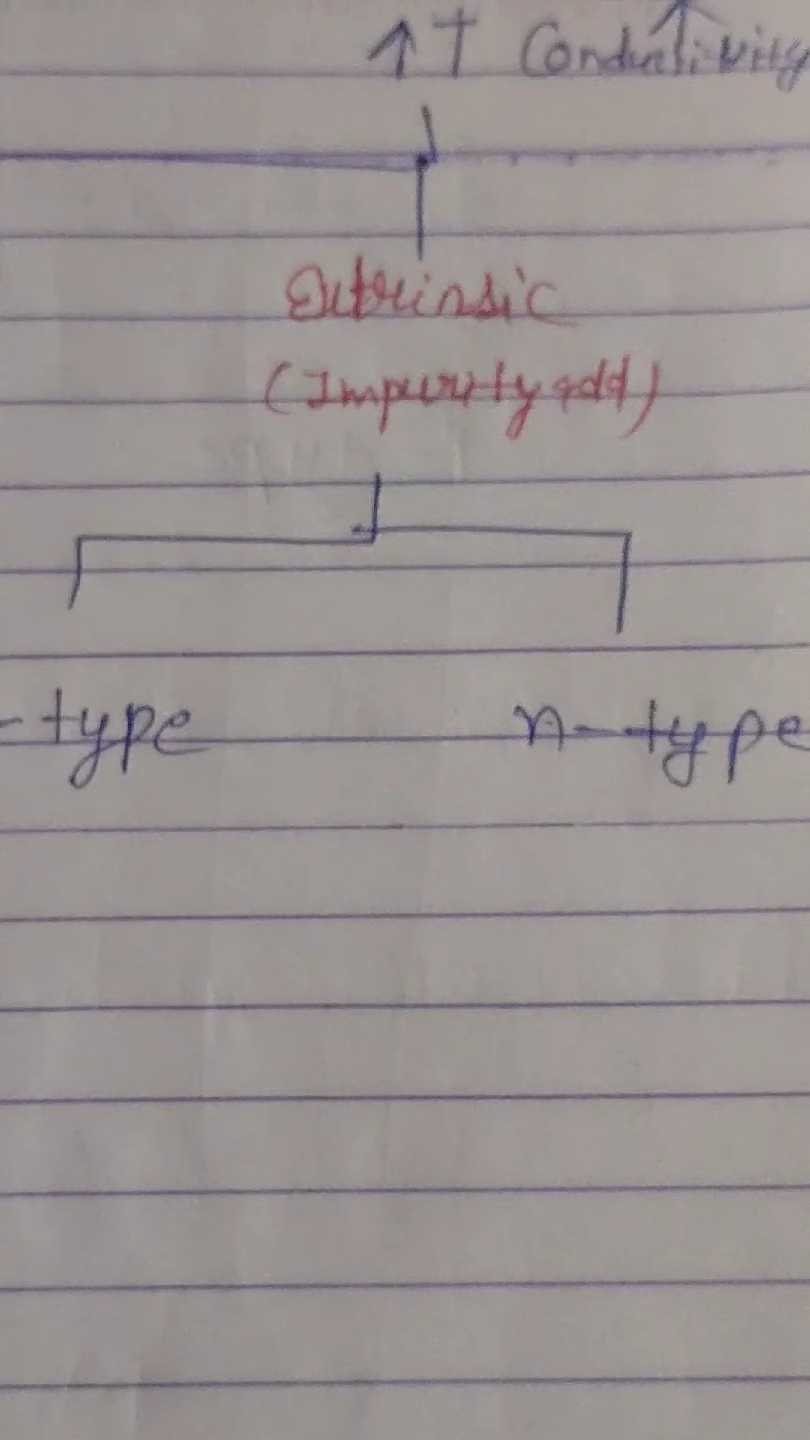 ↑ T Conductivity ↑
Extrinsic
(Impurity add)
-type n-type